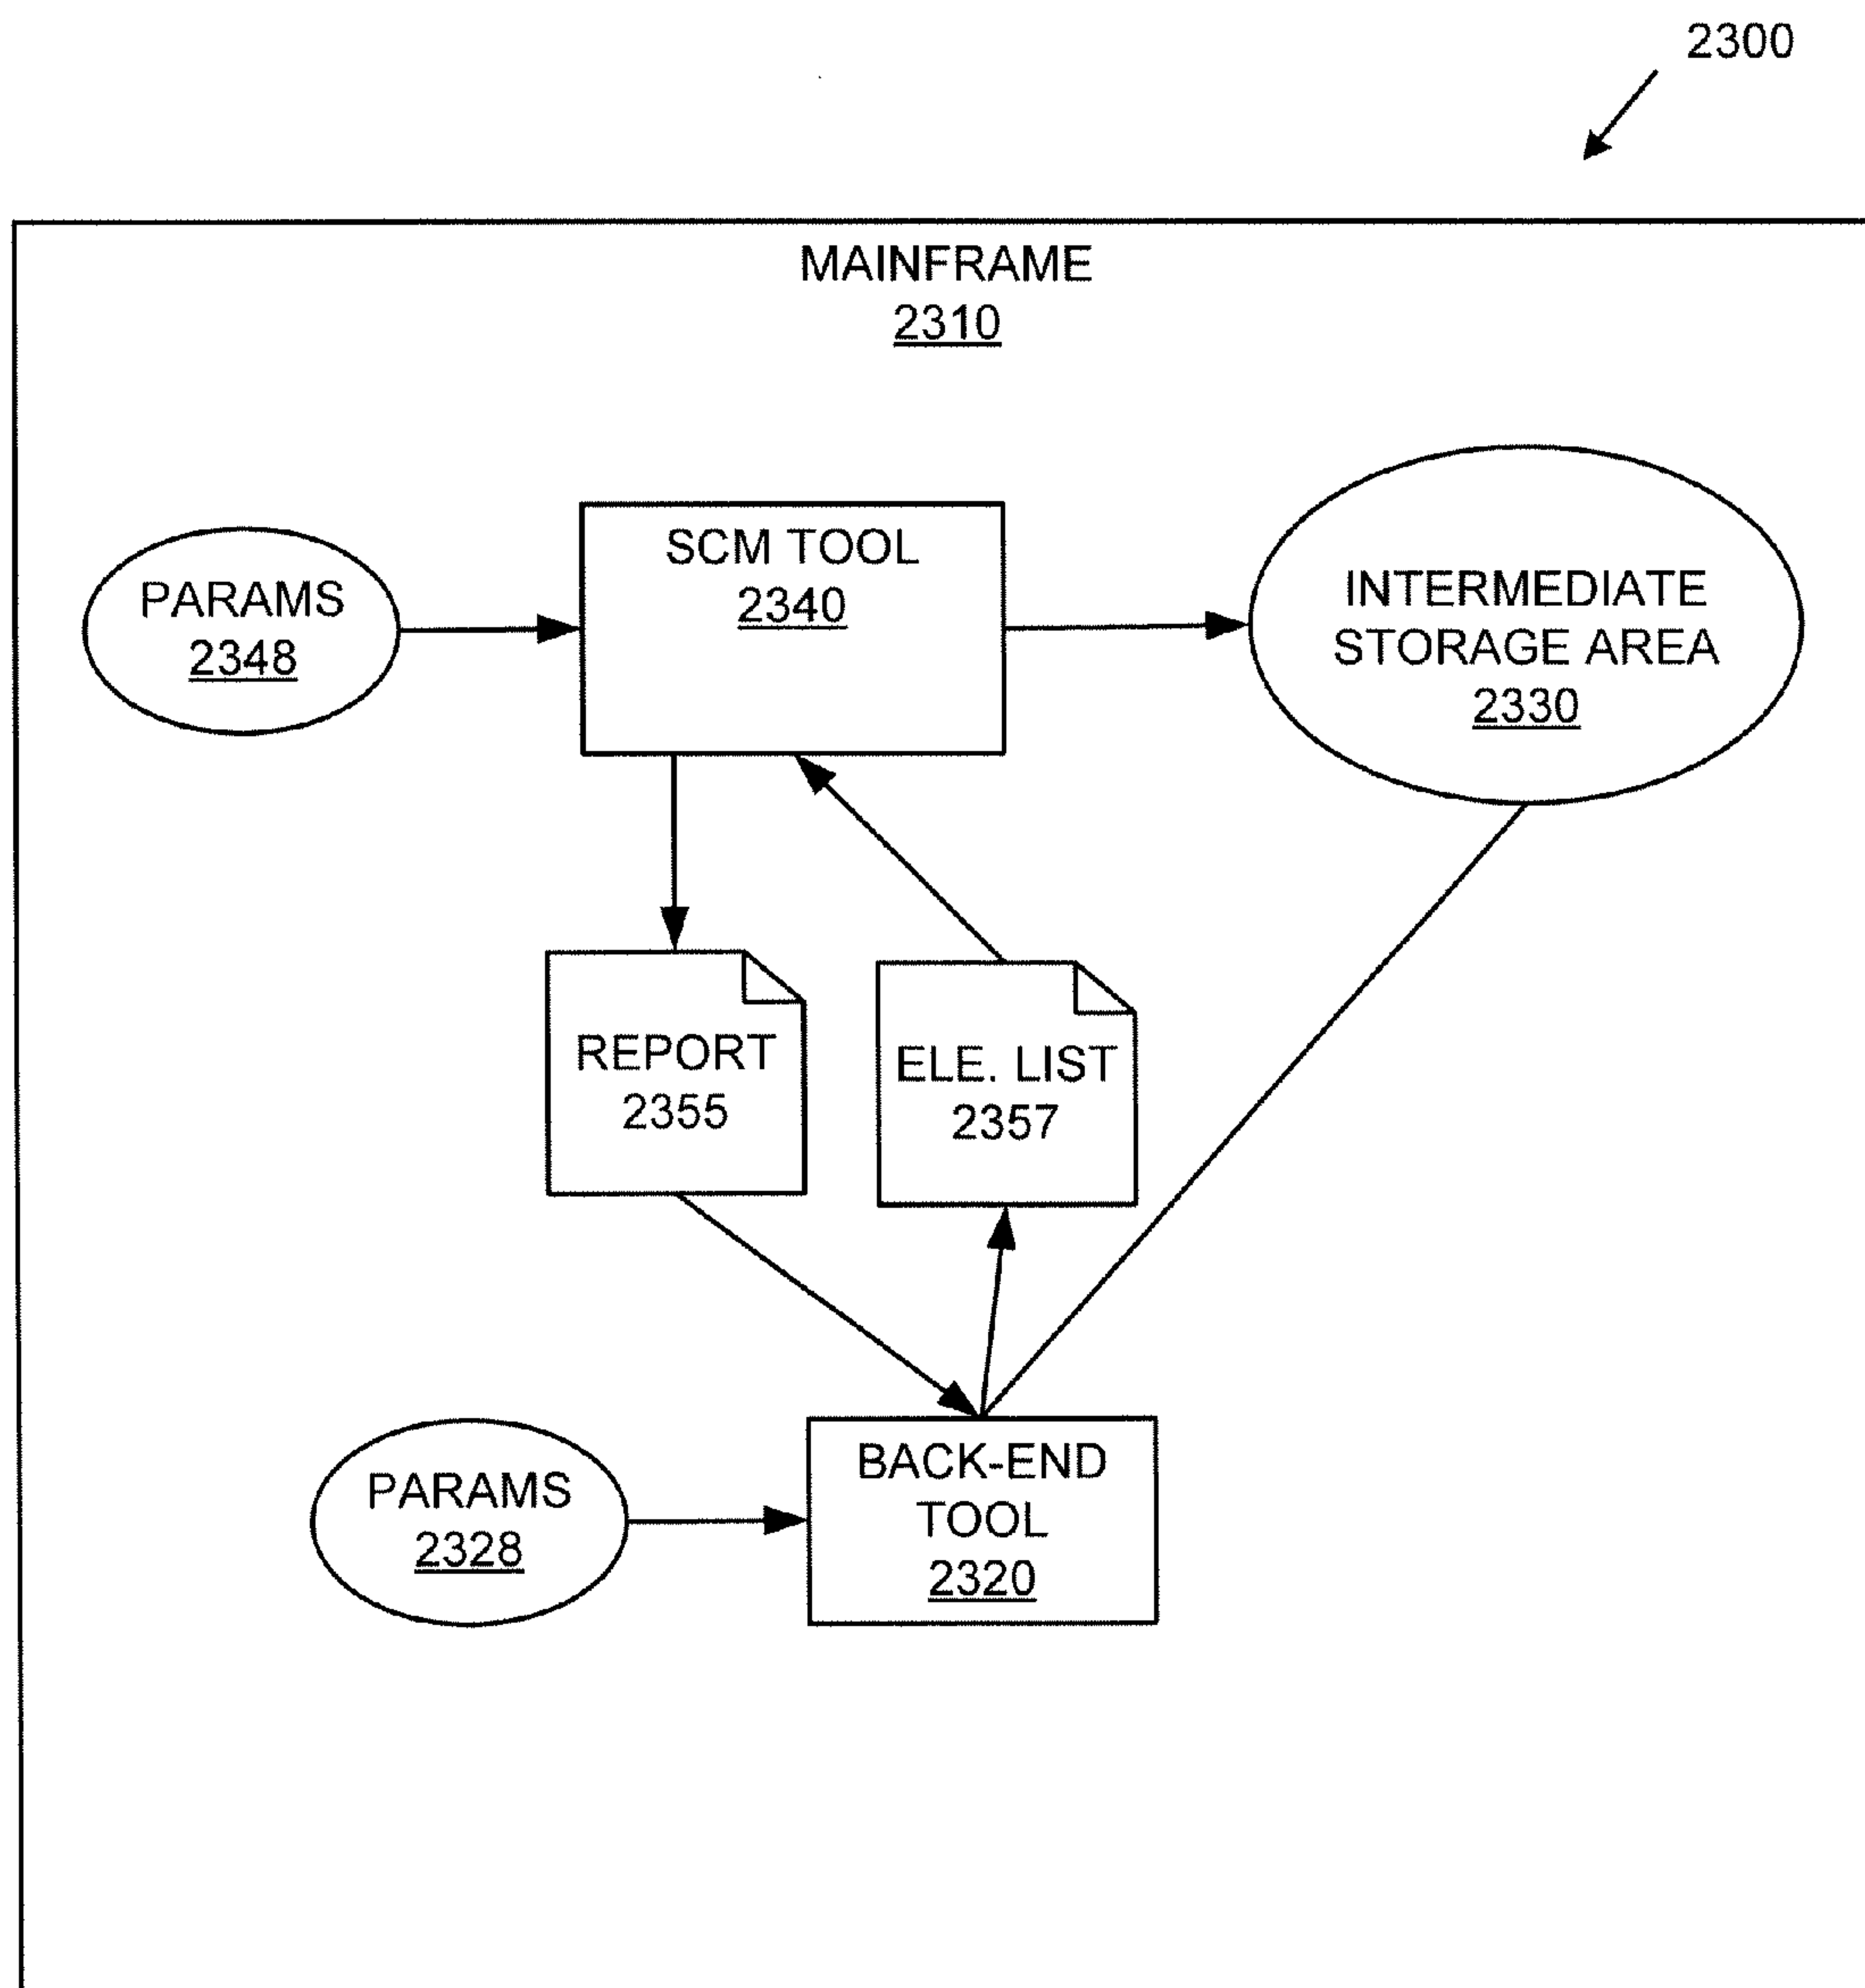 2300
MAINFRAME
2310
SCM TOOL
2340
PARAMS
2348
INTERMEDIATE
STORAGE AREA
2330
REPORT
2355
ELE. LIST
2357
BACK-END
TOOL
2320
PARAMS
2328